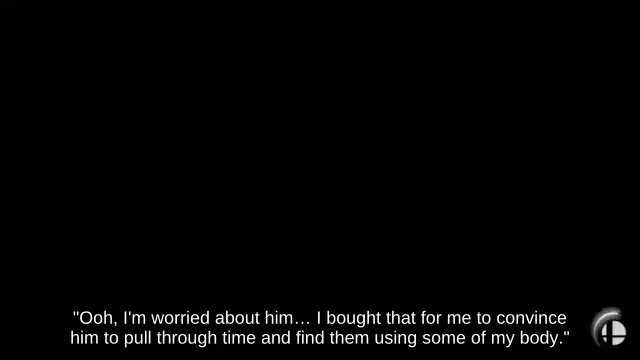 "Ooh, I'm worried about him… I bought that for me to convince
him to pull through time and find them using some of my body."